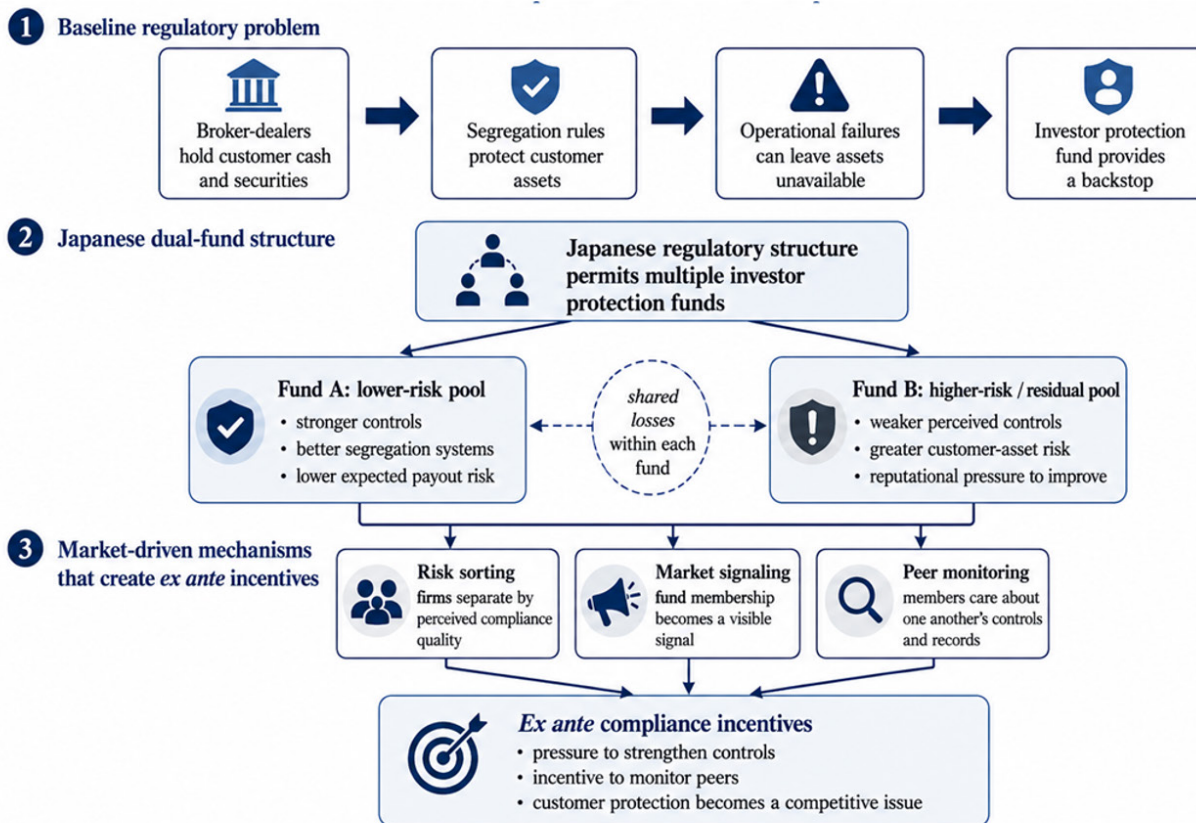 1 Baseline regulatory problem
Broker-dealers
hold customer cash
and securities
Segregation rules
protect customer
assets
Operational failures
can leave assets
unavailable
Investor protection
fund provides
a backstop
2 Japanese dual-fund structure
Japanese regulatory structure
permits multiple investor
protection funds
Fund A: lower-risk pool
• stronger controls
• better segregation systems
• lower expected payout risk
shared
losses
within each
fund
Fund B: higher-risk / residual pool
• weaker perceived controls
• greater customer-asset risk
• reputational pressure to improve
3 Market-driven mechanisms
that create ex ante incentives
Risk sorting
firms separate by
perceived compliance
quality
Market signaling
fund membership
becomes a visible
signal
Peer monitoring
members care about
one another's controls
and records
Ex ante compliance incentives
• pressure to strengthen controls
• incentive to monitor peers
• customer protection becomes a competitive issue